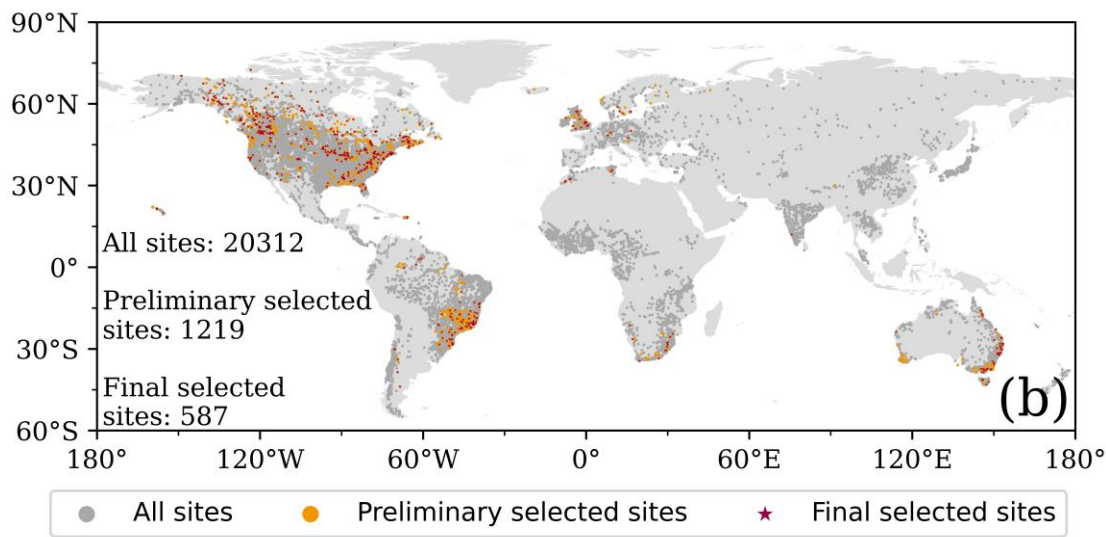 90°N
60°N
30°N
0°
30°S
60°S
All sites: 20312
Preliminary selected
sites: 1219
Final selected
sites: 587
(b)
180° 120°W 60°W 0° 60°E 120°E 180°
All sites Preliminary selected sites Final selected sites